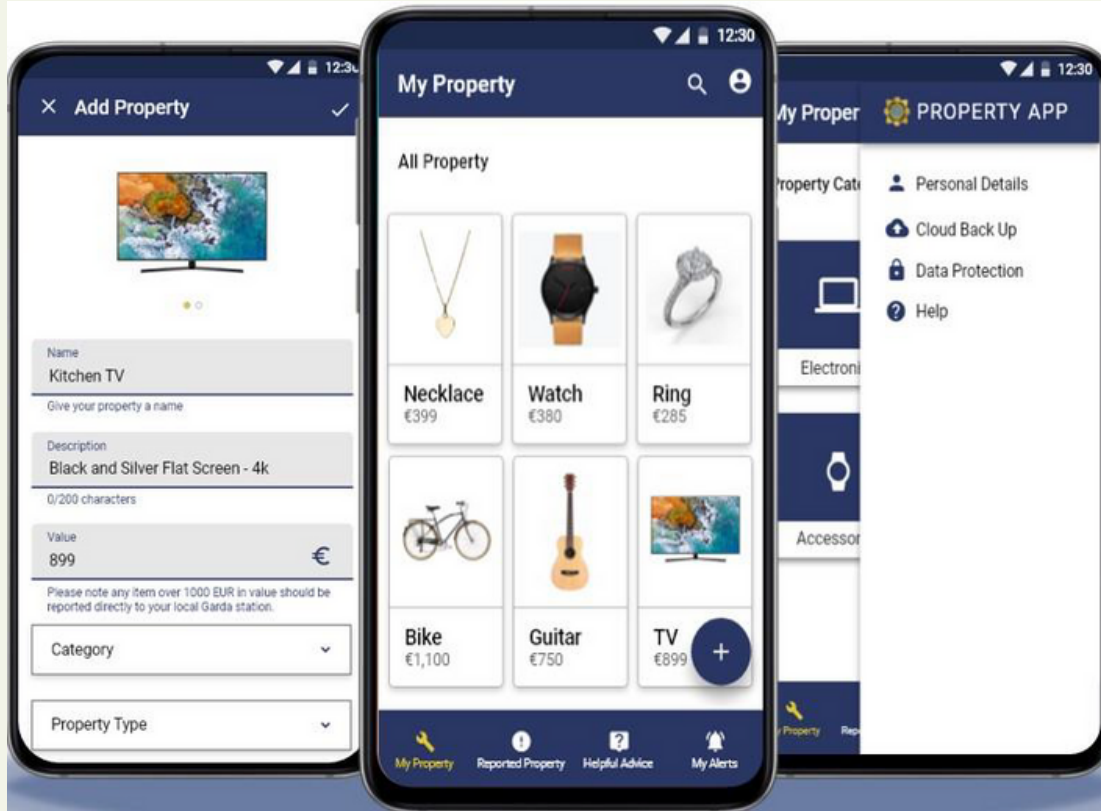 12:30
Add Property
Name
Kitchen TV
Give your property a name
Description
Black and Silver Flat Screen - 4k
0/200 characters
Value
899 €
Please note any item over 1000 EUR in value should be
reported directly to your local Garda station.
Category
Property Type
12:30
My Property
All Property
Necklace
€399
Watch
€380
Ring
€285
Bike
€1,100
Guitar
€750
TV
€899
+
My Property
Reported Property
Helpful Advice
My Alerts
12:30
My Proper
PROPERTY APP
Property Cate
Personal Details
Cloud Back Up
Data Protection
Help
Electroni
Accessor
Property
Rep